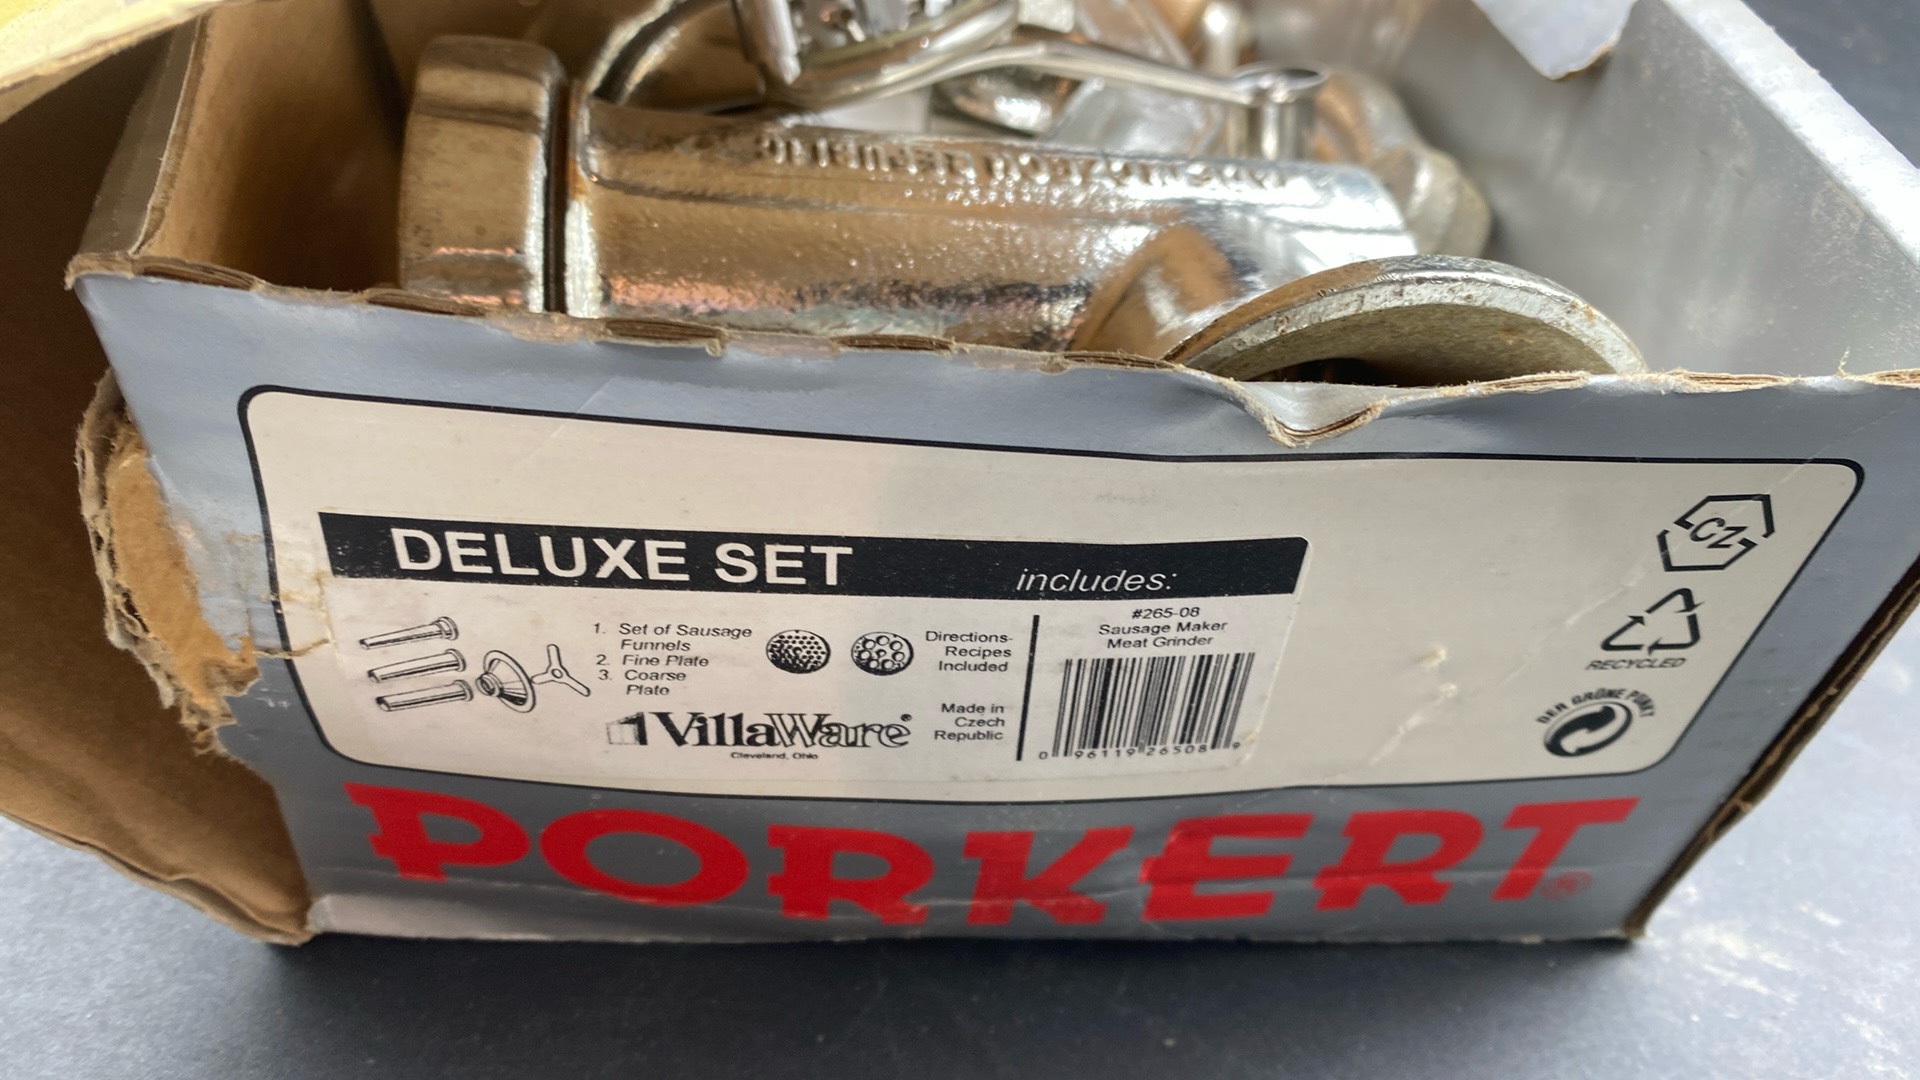 CZECH REPUBLIC
DELUXE SET includes:
1. Set of Sausage
Funnels
2. Fine Plate
3. Coarse
Plate
Directions-
Recipes
Included
VillaWare®
Cleveland, Ohio
Made in
Czech
Republic
#265-08
Sausage Maker
Meat Grinder
0 96119 26508 9
CZ
RECYCLED
DER GRÜNE PUNKT
PORKERT®